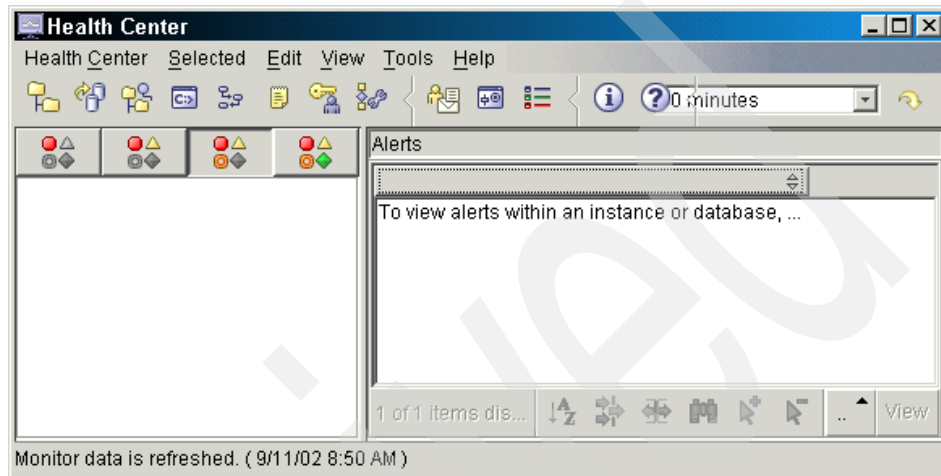 Health Center
Health Center Selected Edit View Tools Help
0 minutes
Alerts
To view alerts within an instance or database, ...
1 of 1 items dis... .. View
Monitor data is refreshed. ( 9/11/02 8:50 AM )